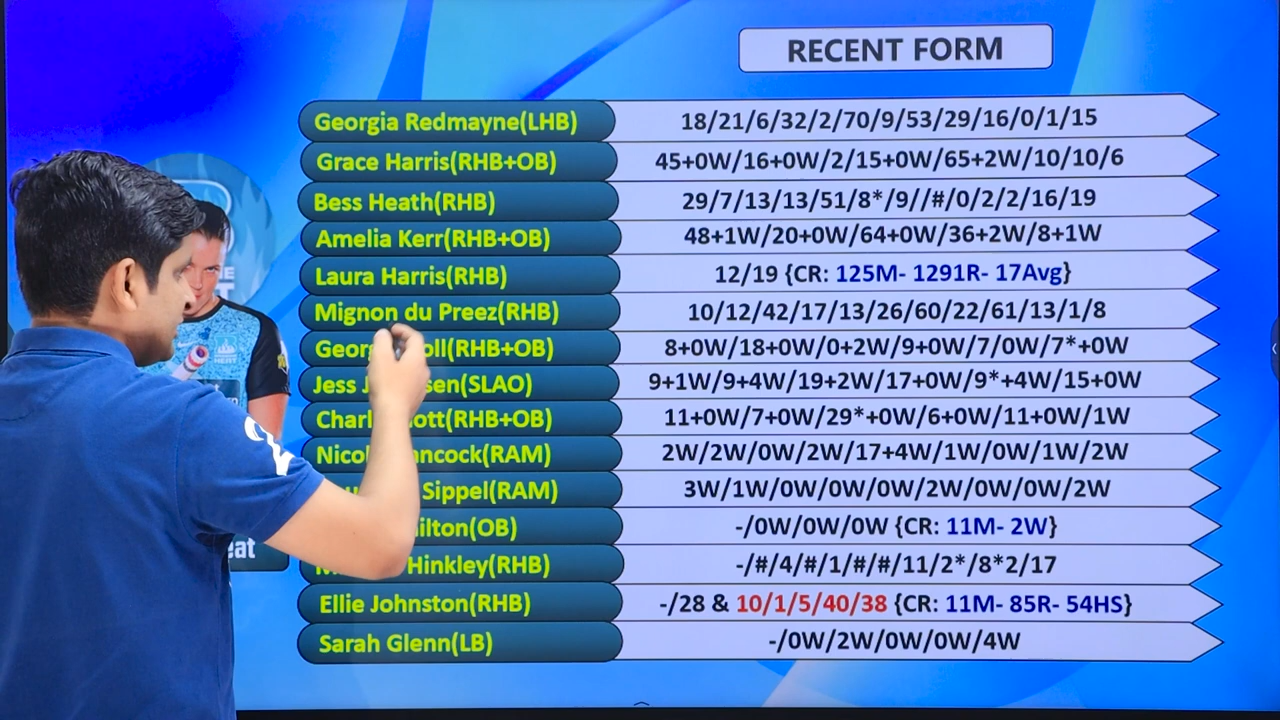 RECENT FORM
Georgia Redmayne(LHB) 18/21/6/32/2/70/9/53/29/16/0/1/15
Grace Harris(RHB+OB) 45+0W/16+0W/2/15+0W/65+2W/10/10/6
Bess Heath(RHB) 29/7/13/13/51/8*/9//#/0/2/2/16/19
Amelia Kerr(RHB+OB) 48+1W/20+0W/64+0W/36+2W/8+1W
Laura Harris(RHB) 12/19 {CR: 125M- 1291R- 17Avg}
Mignon du Preez(RHB) 10/12/42/17/13/26/60/22/61/13/1/8
(RHB+OB) 8+0W/18+0W/0+2W/9+0W/7/0W/7*+0W
Jess (SLAO) 9+1W/9+4W/19+2W/17+0W/9*+4W/15+0W
(RHB+OB) 11+0W/7+0W/29*+0W/6+0W/11+0W/1W
(RAM) 2W/2W/0W/2W/17+4W/1W/0W/1W/2W
Sippel(RAM) 3W/1W/0W/0W/0W/2W/0W/0W/2W
(OB) -/0W/0W/0W {CR: 11M- 2W}
Hinkley(RHB) -/#/4/#/1/#/#/11/2*/8*2/17
Ellie Johnston(RHB) -/28 & 10/1/5/40/38 {CR: 11M- 85R- 54HS}
Sarah Glenn(LB) -/0W/2W/0W/0W/4W